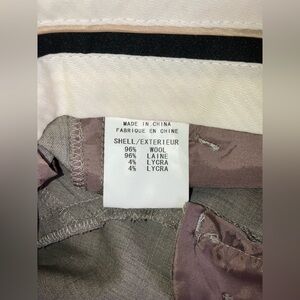 MADE IN CHINA
FABRIQUE EN CHINE
SHELL/EXTERIEUR
96% WOOL
96% LAINE
4% LYCRA
4% LYCRA